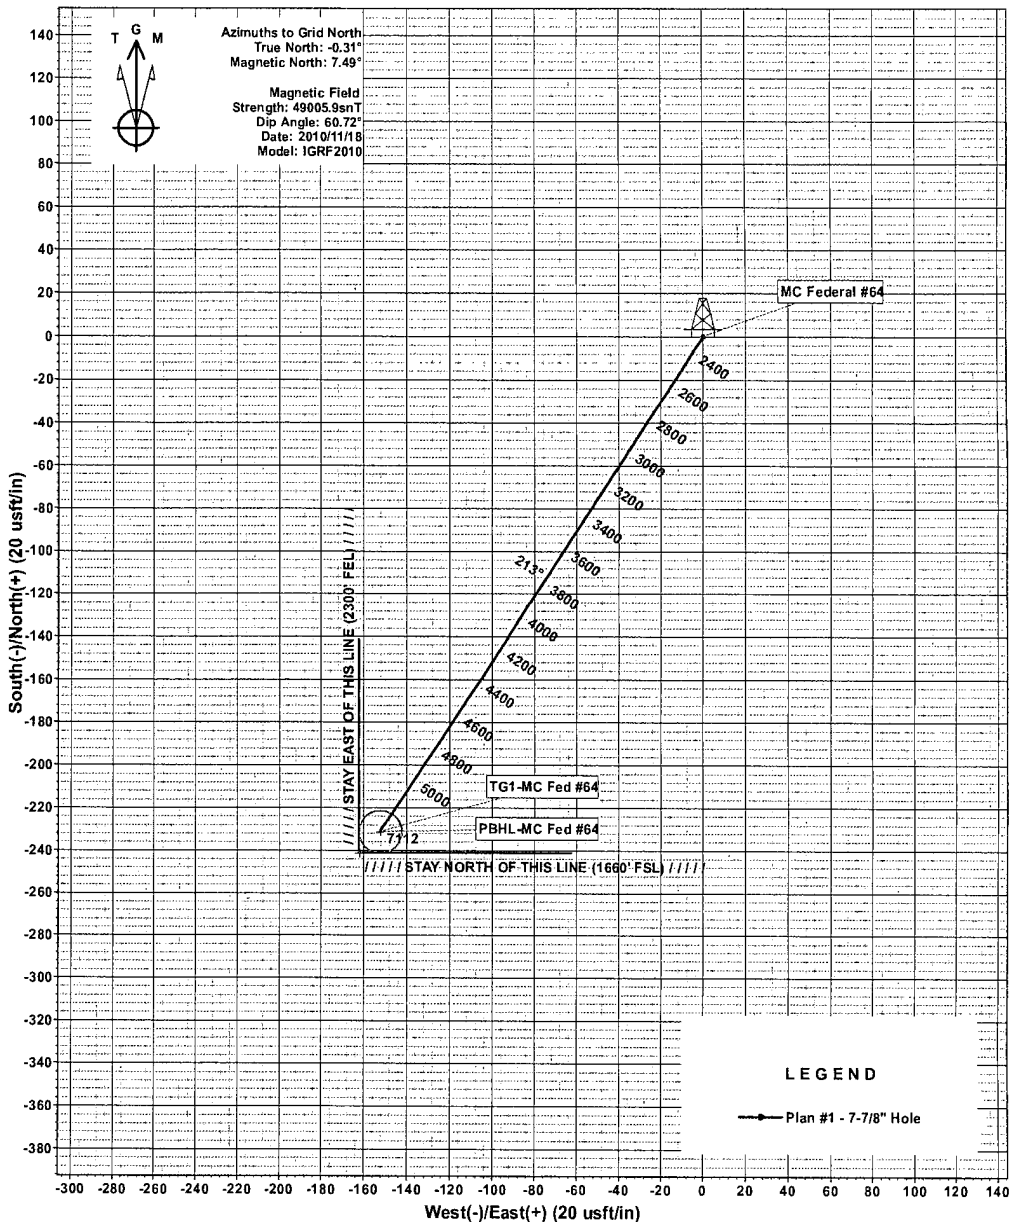 T G M
Azimuths to Grid North
True North: -0.31°
Magnetic North: 7.49°
Magnetic Field
Strength: 49005.9snT
Dip Angle: 60.72°
Date: 2010/11/18
Model: IGRF2010
140
120
100
80
60
40
20
0
-20
-40
-60
-80
-100
-120
-140
-160
-180
-200
-220
-240
-260
-280
-300
-320
-340
-360
-380
South(-)/North(+) (20 usft/in)
MC Federal #64
2400
2600
2800
3000
3200
3400
3600
213°
3800
4000
4200
4400
4600
4800
5000
7112
TG1-MC Fed #64
PBHL-MC Fed #64
///// STAY EAST OF THIS LINE (2300' FEL) /////
///// STAY NORTH OF THIS LINE (1660' FSL) /////
LEGEND
Plan #1 - 7-7/8" Hole
-300 -280 -260 -240 -220 -200 -180 -160 -140 -120 -100 -80 -60 -40 -20 0 20 40 60 80 100 120 140
West(-)/East(+) (20 usft/in)